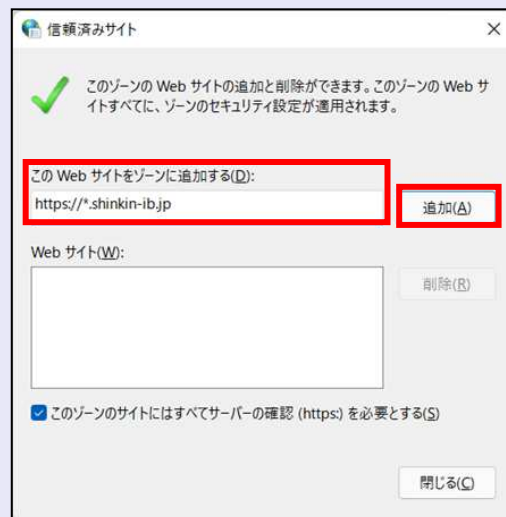 信頼済みサイト
このゾーンの Web サイトの追加と削除ができます。このゾーンの Web サ
イトすべてに、ゾーンのセキュリティ設定が適用されます。
この Web サイトをゾーンに追加する(D):
https://*.shinkin-ib.jp
追加(A)
Web サイト(W):
削除(R)
このゾーンのサイトにはすべてサーバーの確認 (https:) を必要とする(S)
閉じる(C)